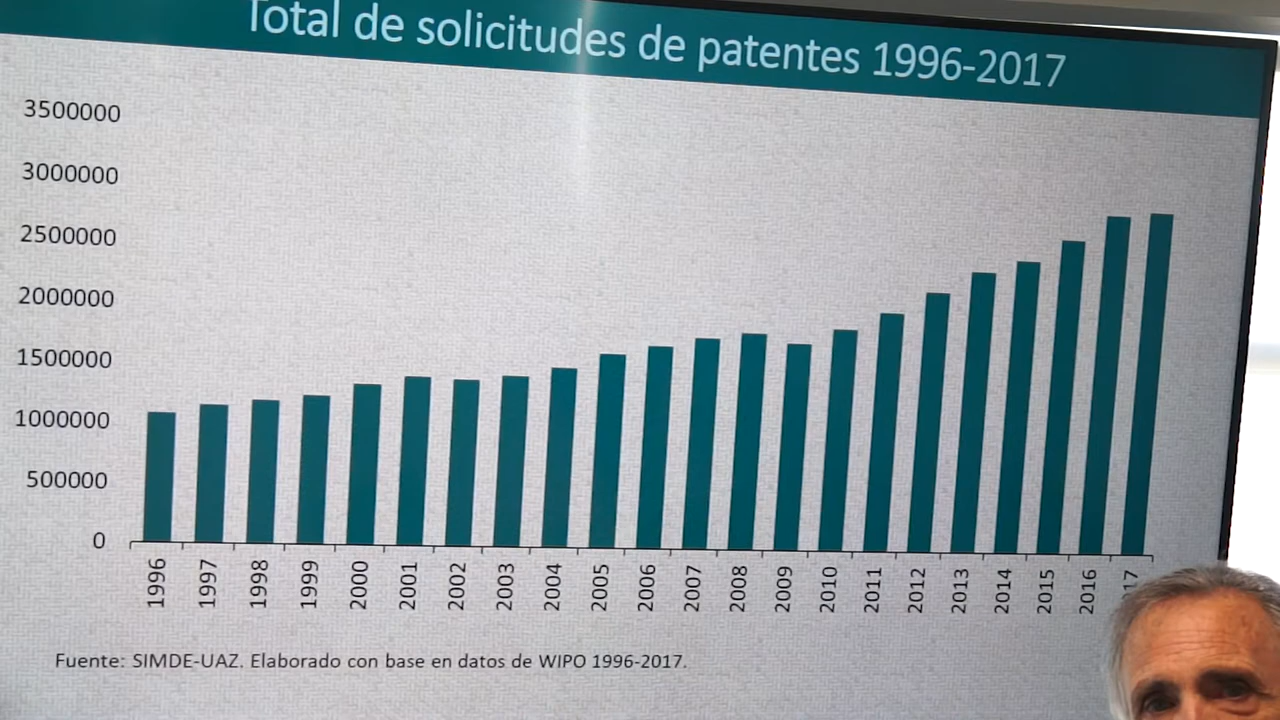 Total de solicitudes de patentes 1996-2017
3500000
3000000
2500000
2000000
1500000
1000000
500000
0
1996 1997 1998 1999 2000 2001 2002 2003 2004 2005 2006 2007 2008 2009 2010 2011 2012 2013 2014 2015 2016 17
Fuente: SIMDE-UAZ. Elaborado con base en datos de WIPO 1996-2017.